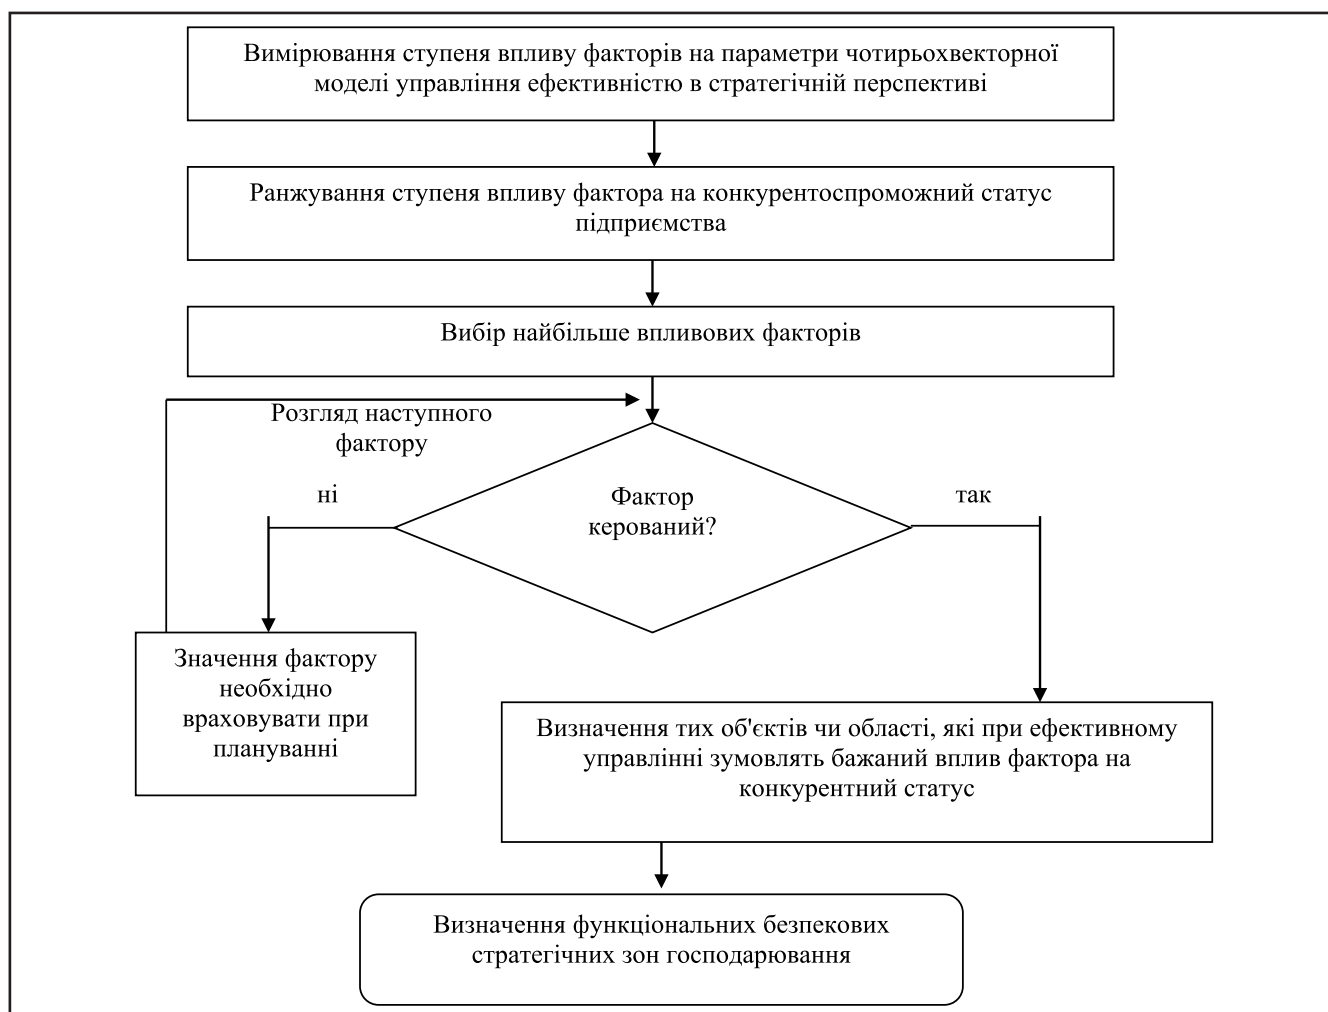 Вимірювання ступеня впливу факторів на параметри чотирьохвекторної
моделі управління ефективністю в стратегічній перспективі
Ранжування ступеня впливу фактора на конкурентоспроможний статус
підприємства
Вибір найбільше впливових факторів
Розгляд наступного
фактору
ні
Фактор
керований?
так
Значення фактору
необхідно
враховувати при
плануванні
Визначення тих об'єктів чи області, які при ефективному
управлінні зумовлять бажаний вплив фактора на
конкурентний статус
Визначення функціональних безпекових
стратегічних зон господарювання